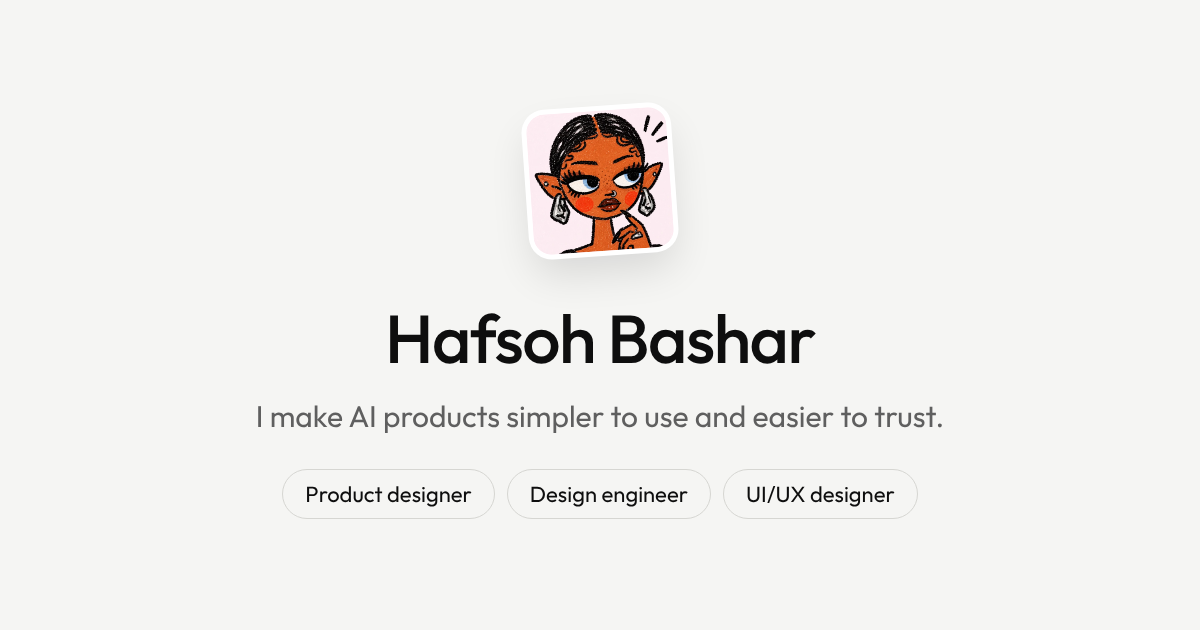 Hafsoh Bashar
I make AI products simpler to use and easier to trust.
Product designer
Design engineer
UI/UX designer